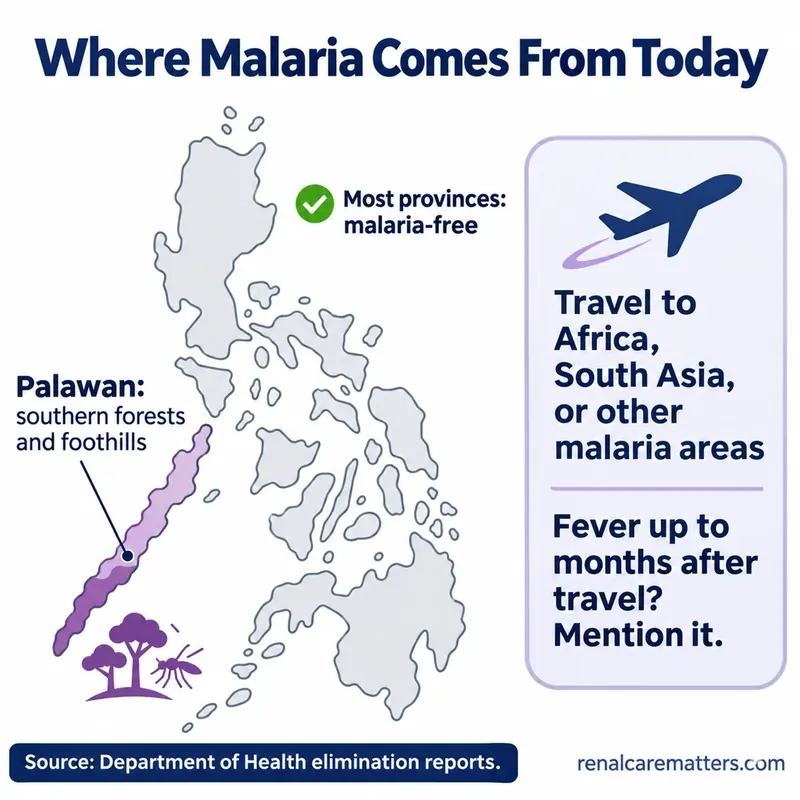 Where Malaria Comes From Today
Most provinces:
malaria-free
Palawan:
southern forests
and foothills
Travel to
Africa,
South Asia,
or other
malaria areas
Fever up to
months after
travel?
Mention it.
Source: Department of Health elimination reports.
renalcarematters.com